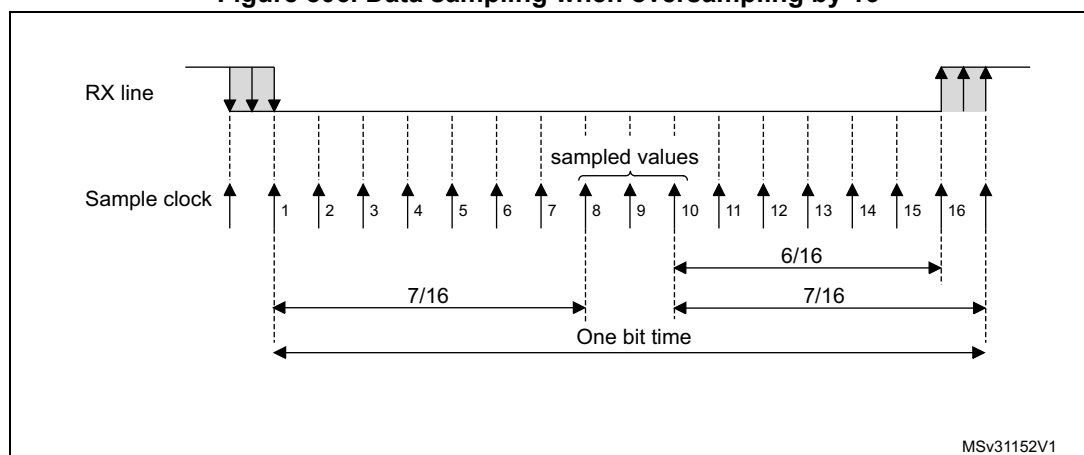 Figure Data sampling when oversampling by 16
RX line
sampled values
Sample clock
1 2 3 4 5 6 7 8 9 10 11 12 13 14 15 16
6/16
7/16 7/16
One bit time
MSv31152V1